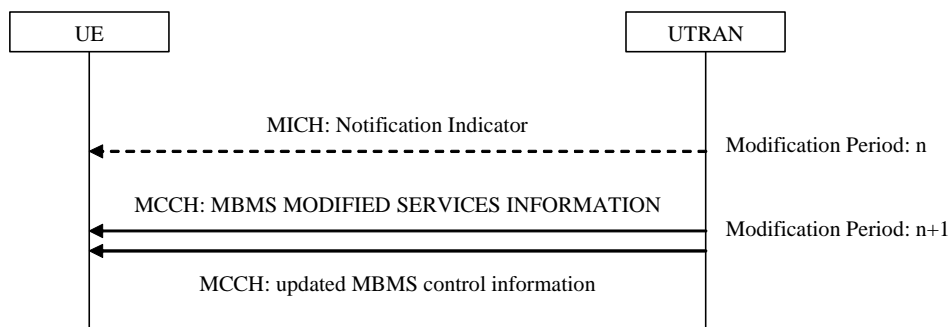 UE
UTRAN
MICH: Notification Indicator
Modification Period: n
MCCH: MBMS MODIFIED SERVICES INFORMATION
Modification Period: n+1
MCCH: updated MBMS control information